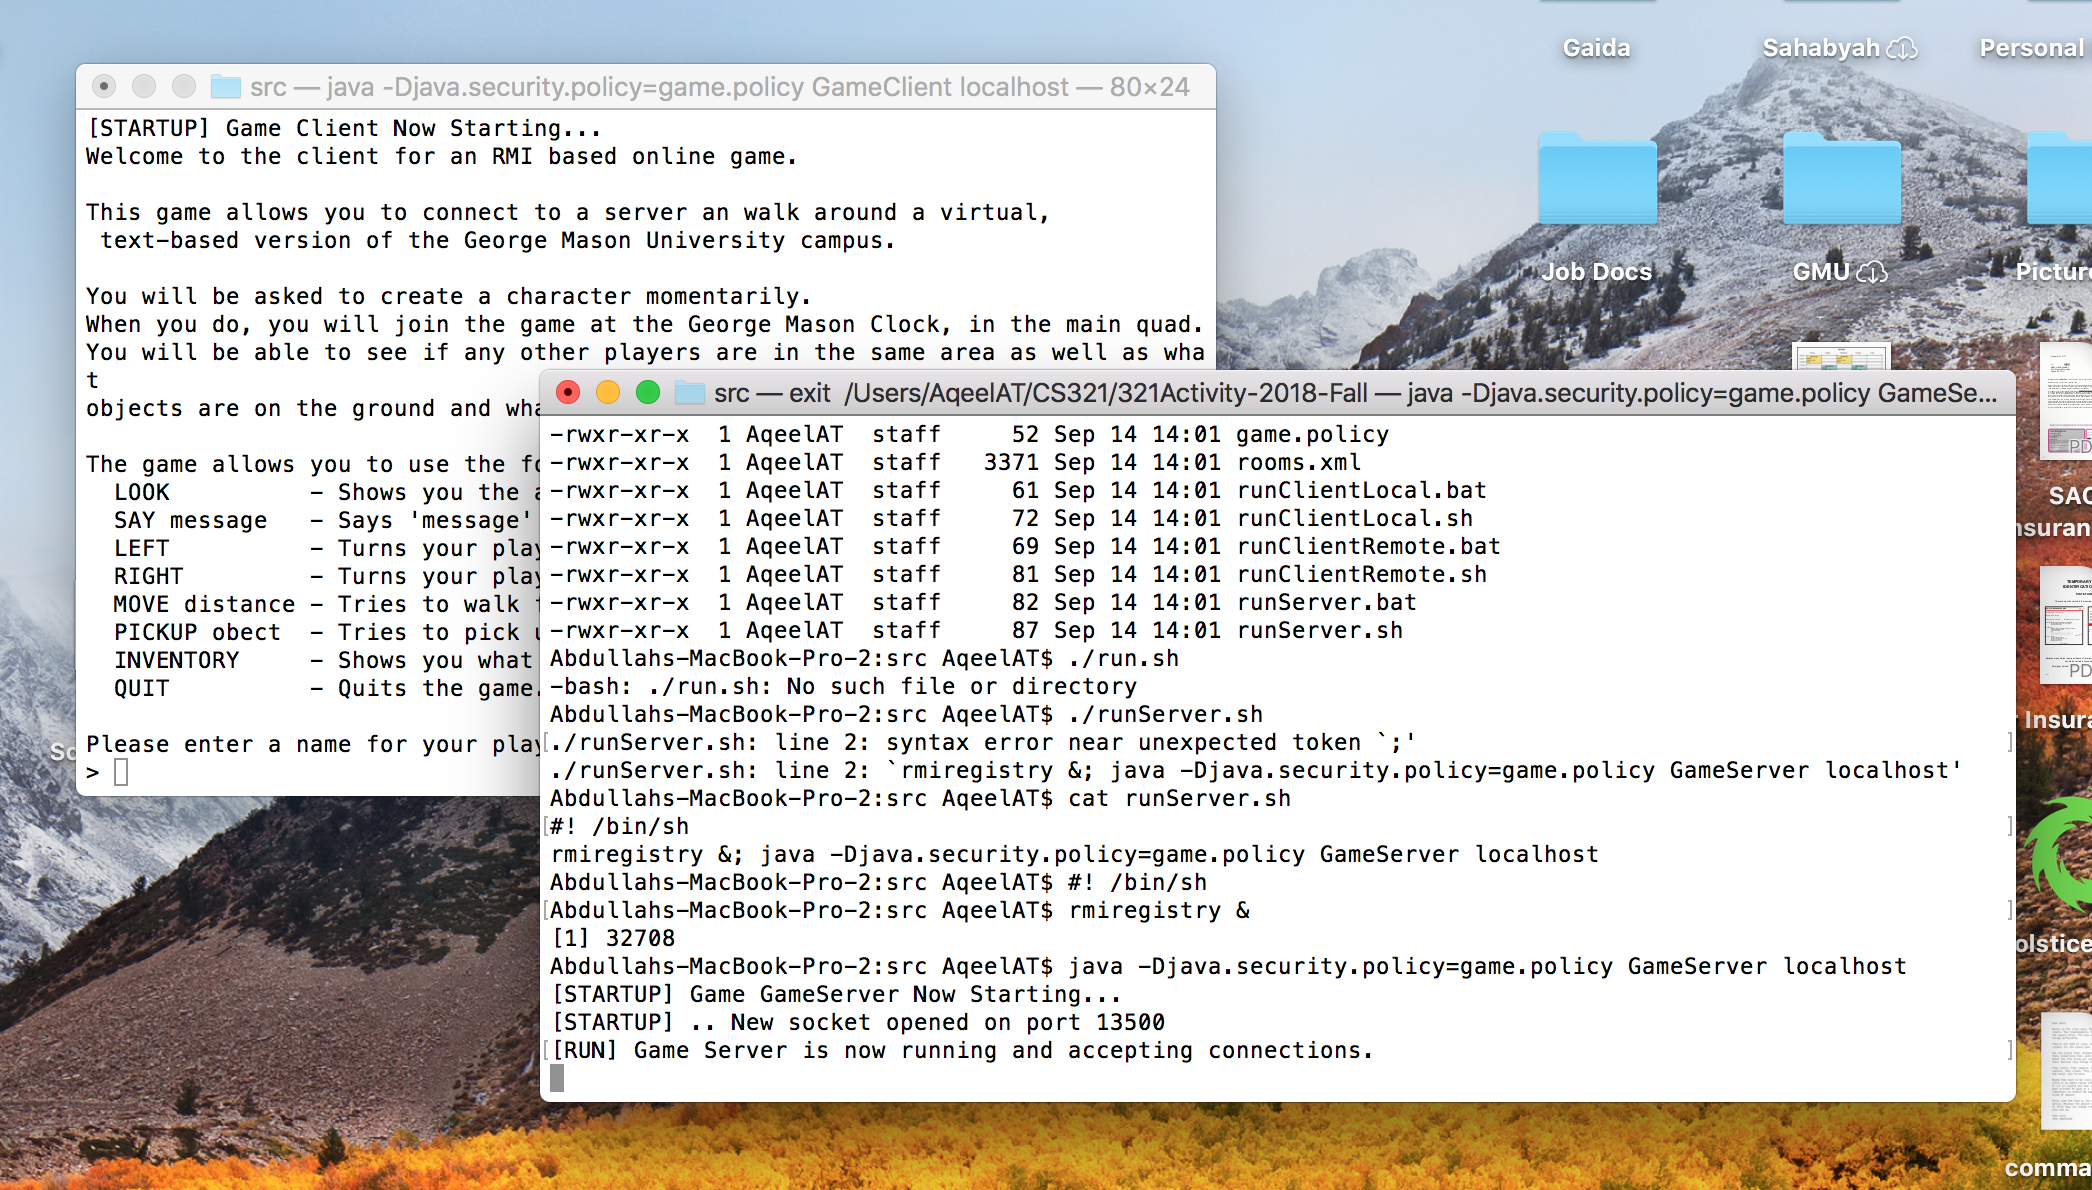 src — java -Djava.security.policy=game.policy GameClient localhost — 80×24
[STARTUP] Game Client Now Starting...
Welcome to the client for an RMI based online game.
This game allows you to connect to a server an walk around a virtual,
text-based version of the George Mason University campus.
You will be asked to create a character momentarily.
When you do, you will join the game at the George Mason Clock, in the main quad.
You will be able to see if any other players are in the same area as well as wha
t
objects are on the ground and wha
The game allows you to use the fo
LOOK - Shows you the a
SAY message - Says 'message'
LEFT - Turns your play
RIGHT - Turns your play
MOVE distance - Tries to walk f
PICKUP obect - Tries to pick u
INVENTORY - Shows you what
QUIT - Quits the game.
Please enter a name for your play
>
src — exit /Users/AqeelAT/CS321/321Activity-2018-Fall — java -Djava.security.policy=game.policy GameSe...
-rwxr-xr-x 1 AqeelAT staff 52 Sep 14 14:01 game.policy
-rwxr-xr-x 1 AqeelAT staff 3371 Sep 14 14:01 rooms.xml
-rwxr-xr-x 1 AqeelAT staff 61 Sep 14 14:01 runClientLocal.bat
-rwxr-xr-x 1 AqeelAT staff 72 Sep 14 14:01 runClientLocal.sh
-rwxr-xr-x 1 AqeelAT staff 69 Sep 14 14:01 runClientRemote.bat
-rwxr-xr-x 1 AqeelAT staff 81 Sep 14 14:01 runClientRemote.sh
-rwxr-xr-x 1 AqeelAT staff 82 Sep 14 14:01 runServer.bat
-rwxr-xr-x 1 AqeelAT staff 87 Sep 14 14:01 runServer.sh
Abdullahs-MacBook-Pro-2:src AqeelAT$ ./run.sh
-bash: ./run.sh: No such file or directory
Abdullahs-MacBook-Pro-2:src AqeelAT$ ./runServer.sh
./runServer.sh: line 2: syntax error near unexpected token `;'
./runServer.sh: line 2: `rmiregistry &; java -Djava.security.policy=game.policy GameServer localhost'
Abdullahs-MacBook-Pro-2:src AqeelAT$ cat runServer.sh
#! /bin/sh
rmiregistry &; java -Djava.security.policy=game.policy GameServer localhost
Abdullahs-MacBook-Pro-2:src AqeelAT$ #! /bin/sh
Abdullahs-MacBook-Pro-2:src AqeelAT$ rmiregistry &
[1] 32708
Abdullahs-MacBook-Pro-2:src AqeelAT$ java -Djava.security.policy=game.policy GameServer localhost
[STARTUP] Game GameServer Now Starting...
[STARTUP] .. New socket opened on port 13500
[RUN] Game Server is now running and accepting connections.
Gaida
Sahabyah
Personal
Job Docs
GMU
Picture
PD
SAC
nsuran
PD
Insura
olstice
comma
So